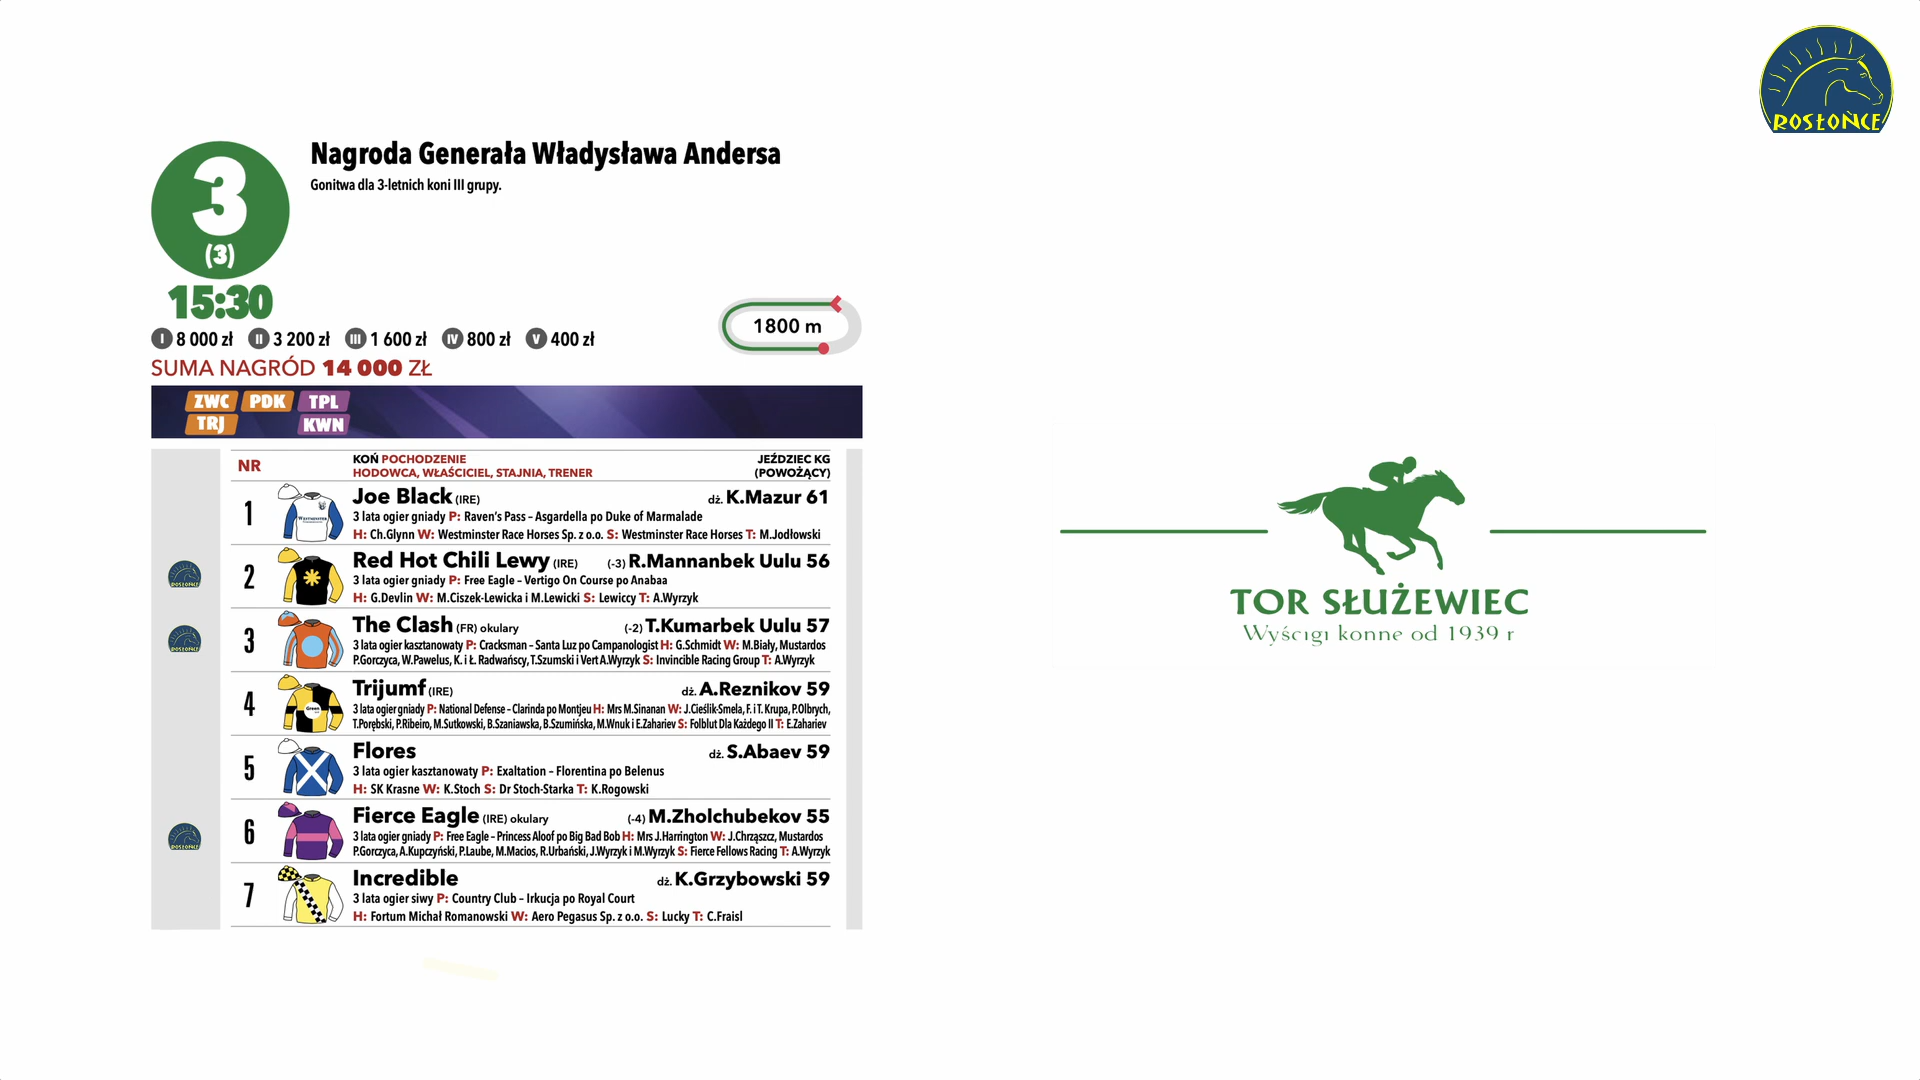 ROSŁOŃCE
3
(3)
15:30
Nagroda Generała Władysława Andersa
Gonitwa dla 3-letnich koni III grupy.
I 8 000 zł II 3 200 zł III 1 600 zł IV 800 zł V 400 zł
1800 m
SUMA NAGRÓD 14 000 ZŁ
ZWC PDK TPL
TRJ KWN
NR KOŃ POCHODZENIE JEŹDZIEC KG
HODOWCA, WŁAŚCICIEL, STAJNIA, TRENER (POWOŻĄCY)
1 Joe Black (IRE) dż. K.Mazur 61
3 lata ogier gniady P: Raven's Pass – Asgardella po Duke of Marmalade
H: Ch.Glynn W: Westminster Race Horses Sp. z o.o. S: Westminster Race Horses T: M.Jodłowski
2 Red Hot Chili Lewy (IRE) (-3) R.Mannanbek Uulu 56
3 lata ogier gniady P: Free Eagle – Vertigo On Course po Anabaa
H: G.Devlin W: M.Ciszek-Lewicka i M.Lewicki S: Lewiccy T: A.Wyrzyk
3 The Clash (FR) okulary (-2) T.Kumarbek Uulu 57
3 lata ogier kasztanowaty P: Cracksman – Santa Luz po Campanologist H: G.Schmidt W: M.Biały, Mustardos
P.Gorczyca, W.Pawelus, K. i Ł. Radwańscy, T.Szumski i Vert A.Wyrzyk S: Invincible Racing Group T: A.Wyrzyk
4 Trijumf (IRE) dż. A.Reznikov 59
3 lata ogier gniady P: National Defense – Clarinda po Montjeu H: Mrs M.Sinanan W: J.Cieślik-Smela, F. i T. Krupa, P.Olbrych,
T.Porębski, P.Ribeiro, M.Sutkowski, B.Szaniawska, B.Szumińska, M.Wnuk i E.Zahariev S: Folblut Dla Każdego II T: E.Zahariev
5 Flores dż. S.Abaev 59
3 lata ogier kasztanowaty P: Exaltation – Florentina po Belenus
H: SK Krasne W: K.Stoch S: Dr Stoch-Starka T: K.Rogowski
6 Fierce Eagle (IRE) okulary (-4) M.Zholchubekov 55
3 lata ogier gniady P: Free Eagle – Princess Aloof po Big Bad Bob H: Mrs J.Harrington W: J.Chrząszcz, Mustardos
P.Gorczyca, A.Kupczyński, P.Laube, M.Macios, R.Urbański, J.Wyrzyk i M.Wyrzyk S: Fierce Fellows Racing T: A.Wyrzyk
7 Incredible dż. K.Grzybowski 59
3 lata ogier siwy P: Country Club – Irkucja po Royal Court
H: Fortum Michał Romanowski W: Aero Pegasus Sp. z o.o. S: Lucky T: C.Fraisl
TOR SŁUŻEWIEC
Wyścigi konne od 1939 r